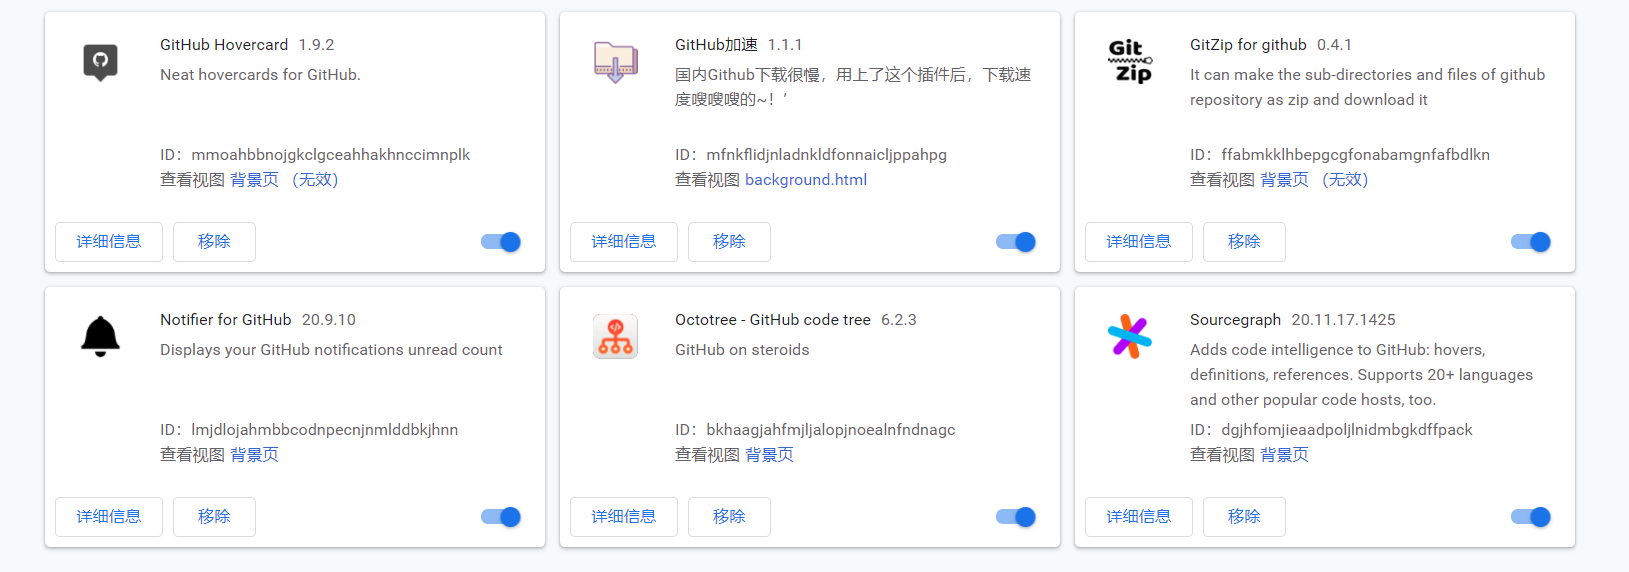 GitHub Hovercard 1.9.2
Neat hovercards for GitHub.
ID：mmoahbbnojgkclgceahhakhnccimnplk
查看视图 背景页 （无效）
详细信息 移除
GitHub加速 1.1.1
国内Github下载很慢，用上了这个插件后，下载速
度嗖嗖嗖的~！’
ID：mfnkflidjnladnkldfonnaicljppahpg
查看视图 background.html
详细信息 移除
Git
Zip
GitZip for github 0.4.1
It can make the sub-directories and files of github
repository as zip and download it
ID：ffabmkklhbepgcgfonabamgnfafbdlkn
查看视图 背景页 （无效）
详细信息 移除
Notifier for GitHub 20.9.10
Displays your GitHub notifications unread count
ID：lmjdlojahmbbcodnpecnjnmlddbkjhnn
查看视图 背景页
详细信息 移除
Octotree - GitHub code tree 6.2.3
GitHub on steroids
ID：bkhaagjahfmjljalopjnoealnfndnagc
查看视图 背景页
详细信息 移除
Sourcegraph 20.11.17.1425
Adds code intelligence to GitHub: hovers,
definitions, references. Supports 20+ languages
and other popular code hosts, too.
ID：dgjhfomjieaadpoljlnidmbgkdffpack
查看视图 背景页
详细信息 移除